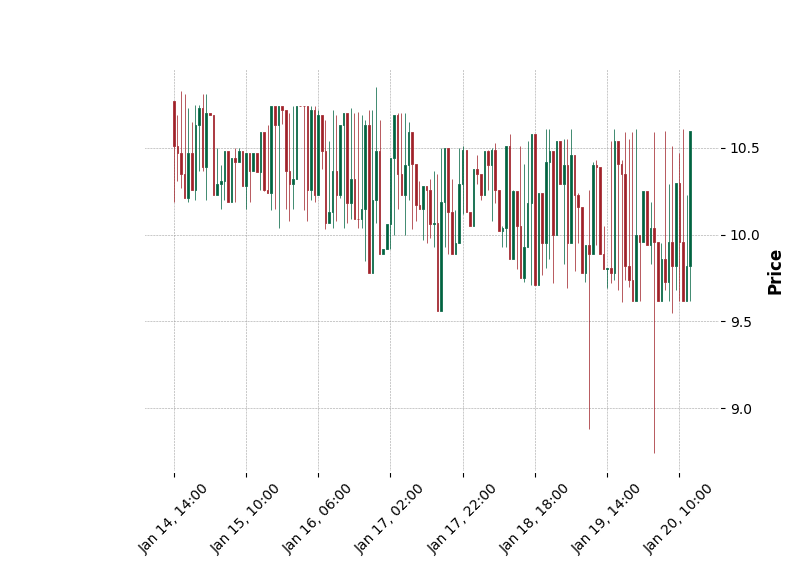 10.5
10.0
9.5
9.0
Price
Jan 14, 14:00
Jan 15, 10:00
Jan 16, 06:00
Jan 17, 02:00
Jan 17, 22:00
Jan 18, 18:00
Jan 19, 14:00
Jan 20, 10:00